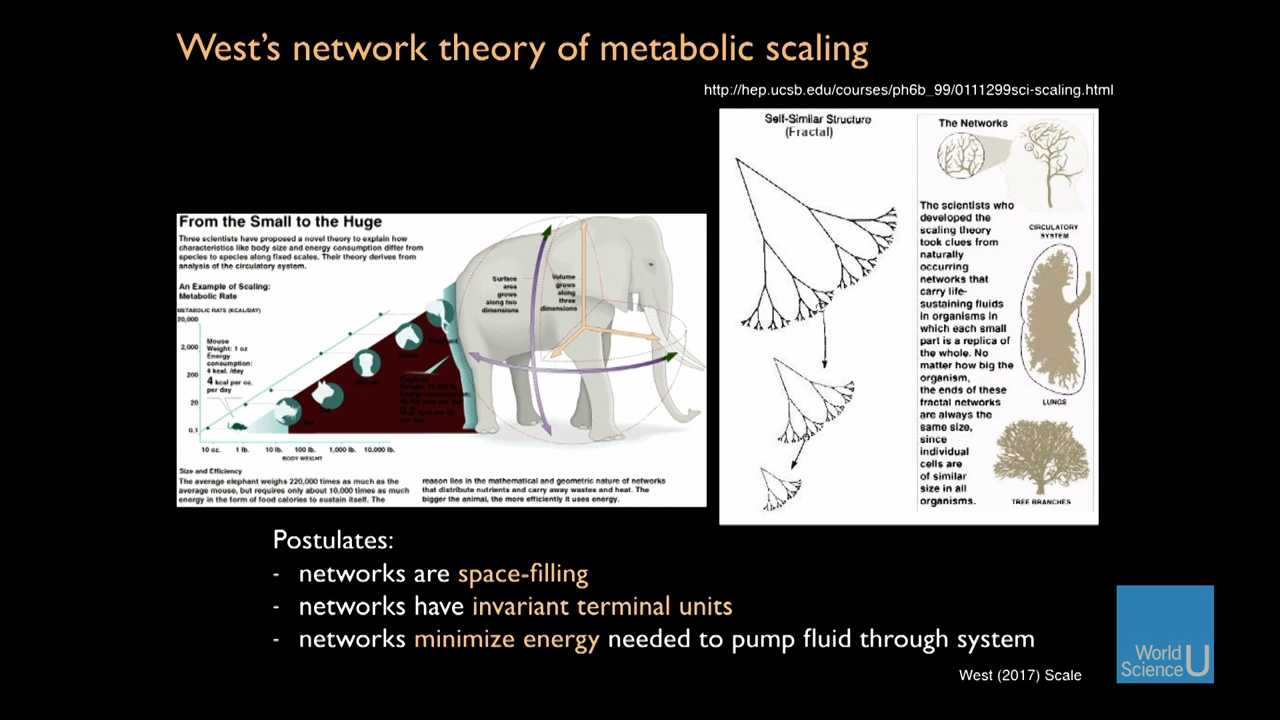 West's network theory of metabolic scaling
http://hep.ucsb.edu/courses/ph6b_99/0111299sci-scaling.html
From the Small to the Huge
Three scientists have proposed a novel theory to explain how
characteristics like body size and energy consumption differ from
species to species along fixed scales. Their theory derives from
analysis of the circulatory system.
An Example of Scaling:
Metabolic Rate
METABOLIC RATE (KCAL/DAY)
20,000
2,000
200
20
0.1
Mouse
Weight: 1 oz
Energy
consumption:
4 kcal. /day
4 kcal per oz.
per day
Elephant
0.2 kcal per oz.
per day
10 oz.
1 lb.
10 lb.
100 lb.
1,000 lb.
10,000 lb.
BODY WEIGHT
Surface
area
grows
along two
dimensions
Volume
grows
along
three
dimensions
Size and Efficiency
The average elephant weighs 220,000 times as much as the
average mouse, but requires only about 10,000 times as much
energy in the form of food calories to sustain itself. The
reason lies in the mathematical and geometric nature of networks
that distribute nutrients and carry away wastes and heat. The
bigger the animal, the more efficiently it uses energy.
Self-Similar Structure
(Fractal)
The Networks
The scientists who
developed the
scaling theory
took clues from
naturally
occurring
networks that
carry life-
sustaining fluids
in organisms in
which each small
part is a replica of
the whole. No
matter how big the
organism,
the ends of these
fractal networks
are always the
same size,
since
individual
cells are
of similar
size in all
organisms.
CIRCULATORY
SYSTEM
LUNGS
TREE BRANCHES
Postulates:
- networks are space-filling
- networks have invariant terminal units
- networks minimize energy needed to pump fluid through system
West (2017) Scale
World
Science U